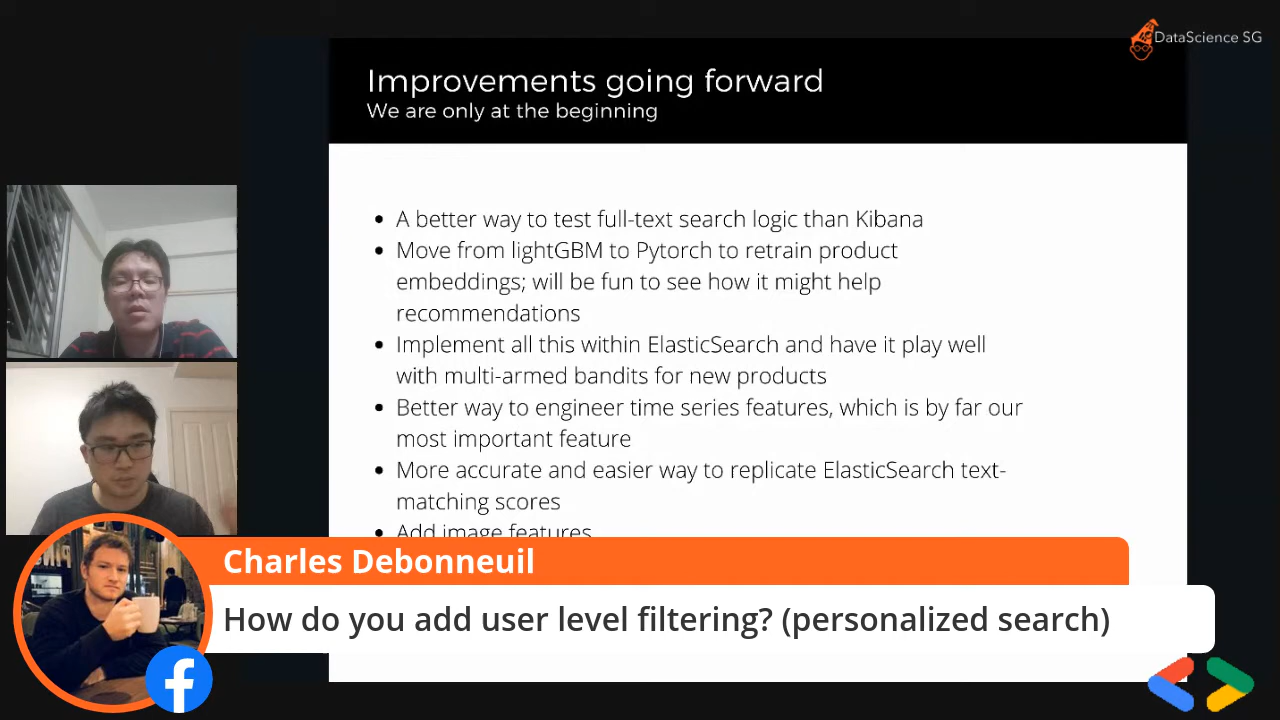 DataScience SG
Improvements going forward
We are only at the beginning
• A better way to test full-text search logic than Kibana
• Move from lightGBM to Pytorch to retrain product
embeddings; will be fun to see how it might help
recommendations
• Implement all this within ElasticSearch and have it play well
with multi-armed bandits for new products
• Better way to engineer time series features, which is by far our
most important feature
• More accurate and easier way to replicate ElasticSearch text-
matching scores
• Add image features
Charles Debonneuil
How do you add user level filtering? (personalized search)